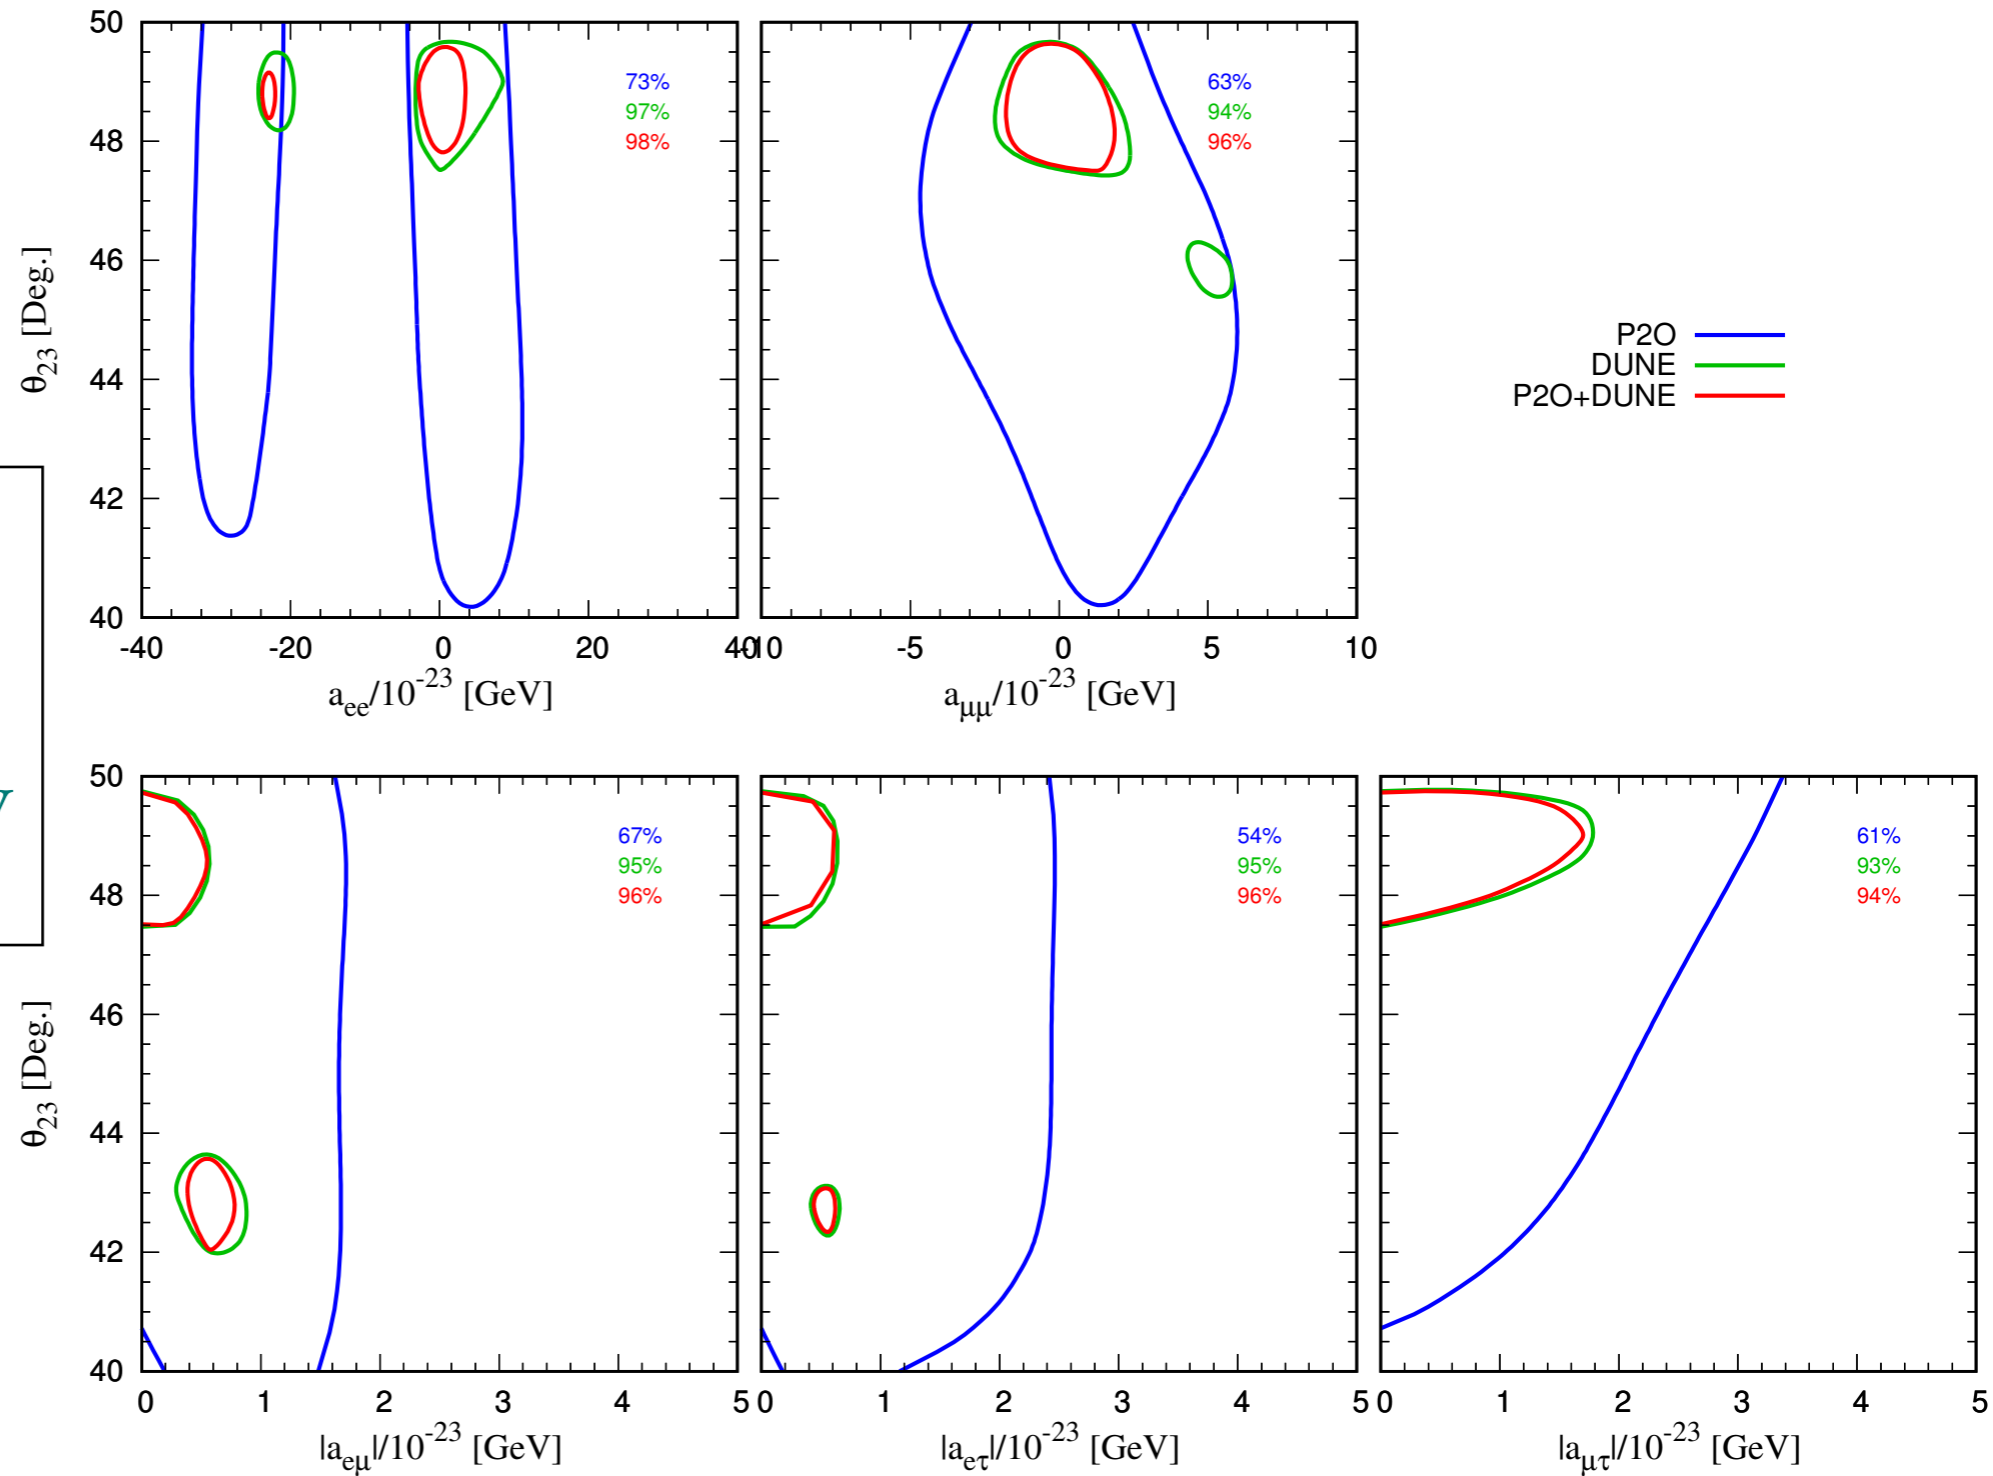 50
48
46
44
42
40
θ23 [Deg.]
73%
97%
98%
-40 -20 0 20 40
aee/10^-23 [GeV]
63%
94%
96%
-10 -5 0 5 10
aμμ/10^-23 [GeV]
P2O
DUNE
P2O+DUNE
50
48
46
44
42
40
θ23 [Deg.]
67%
95%
96%
0 1 2 3 4 5
|aeμ|/10^-23 [GeV]
54%
95%
96%
0 1 2 3 4 5
|aeτ|/10^-23 [GeV]
61%
93%
94%
0 1 2 3 4 5
|aμτ|/10^-23 [GeV]